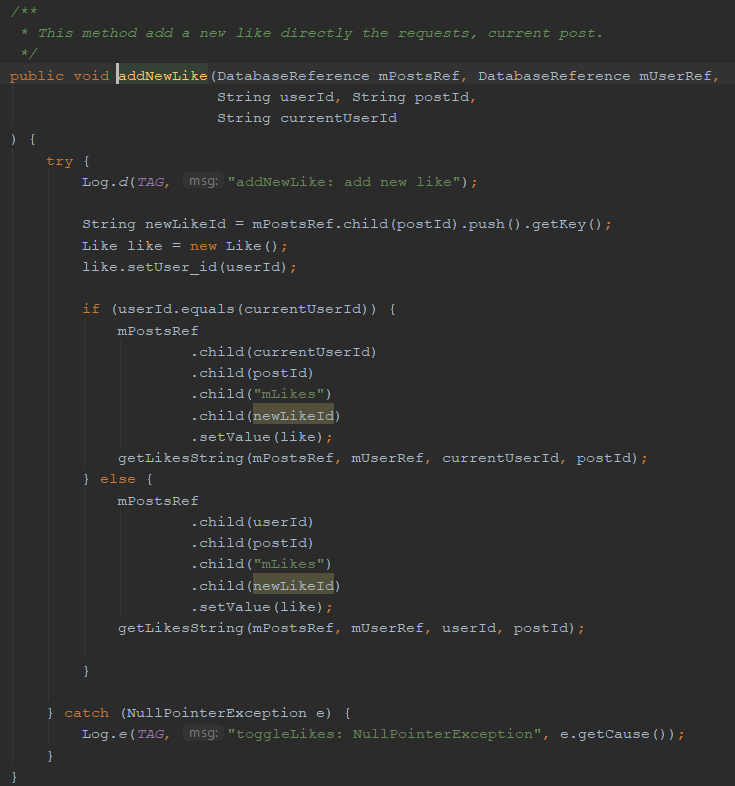 /**
 * This method add a new like directly the requests, current post.
 */
public void addNewLike(DatabaseReference mPostsRef, DatabaseReference mUserRef,
                       String userId, String postId,
                       String currentUserId
) {
    try {
        Log.d(TAG, msg: "addNewLike: add new like");

        String newLikeId = mPostsRef.child(postId).push().getKey();
        Like like = new Like();
        like.setUser_id(userId);

        if (userId.equals(currentUserId)) {
            mPostsRef
                    .child(currentUserId)
                    .child(postId)
                    .child("mLikes")
                    .child(newLikeId)
                    .setValue(like);
            getLikesString(mPostsRef, mUserRef, currentUserId, postId);
        } else {
            mPostsRef
                    .child(userId)
                    .child(postId)
                    .child("mLikes")
                    .child(newLikeId)
                    .setValue(like);
            getLikesString(mPostsRef, mUserRef, userId, postId);

        }

    } catch (NullPointerException e) {
        Log.e(TAG, msg: "toggleLikes: NullPointerException", e.getCause());
    }
}